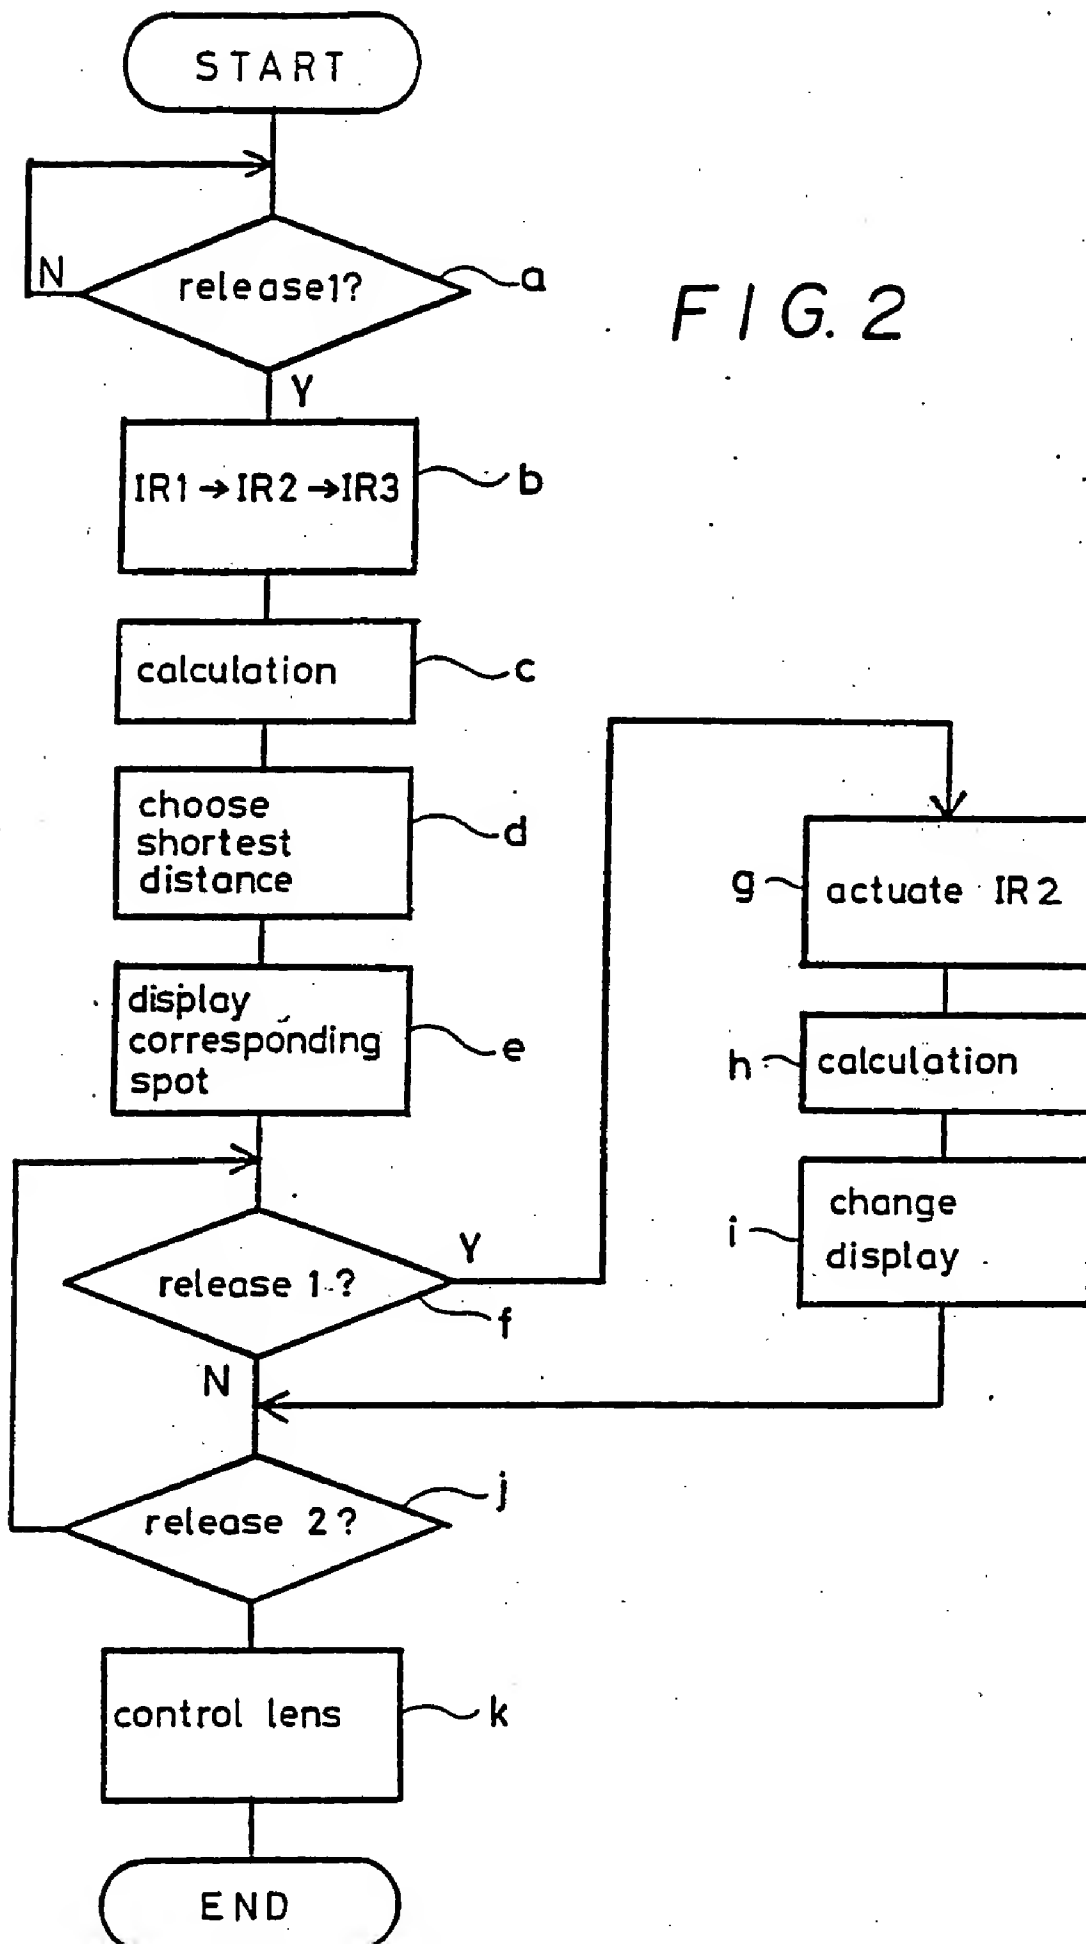 START
N
release1?
a
FIG. 2
Y
IR1→IR2→IR3
b
calculation
c
choose
shortest
distance
d
display
corresponding
spot
e
release 1?
Y
f
N
g
actuate IR2
h
calculation
i
change
display
release 2?
j
control lens
k
END